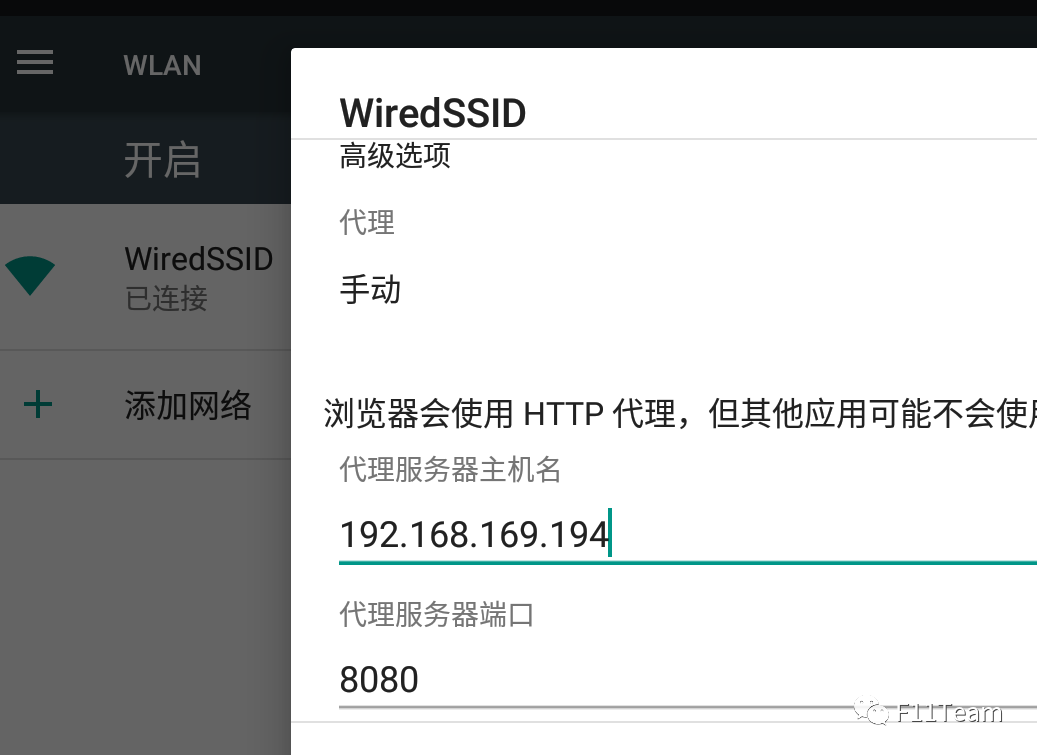 WLAN
开启
WiredSSID
已连接
添加网络
WiredSSID
高级选项
代理
手动
浏览器会使用 HTTP 代理，但其他应用可能不会使
代理服务器主机名
192.168.169.194
代理服务器端口
8080
F11Team